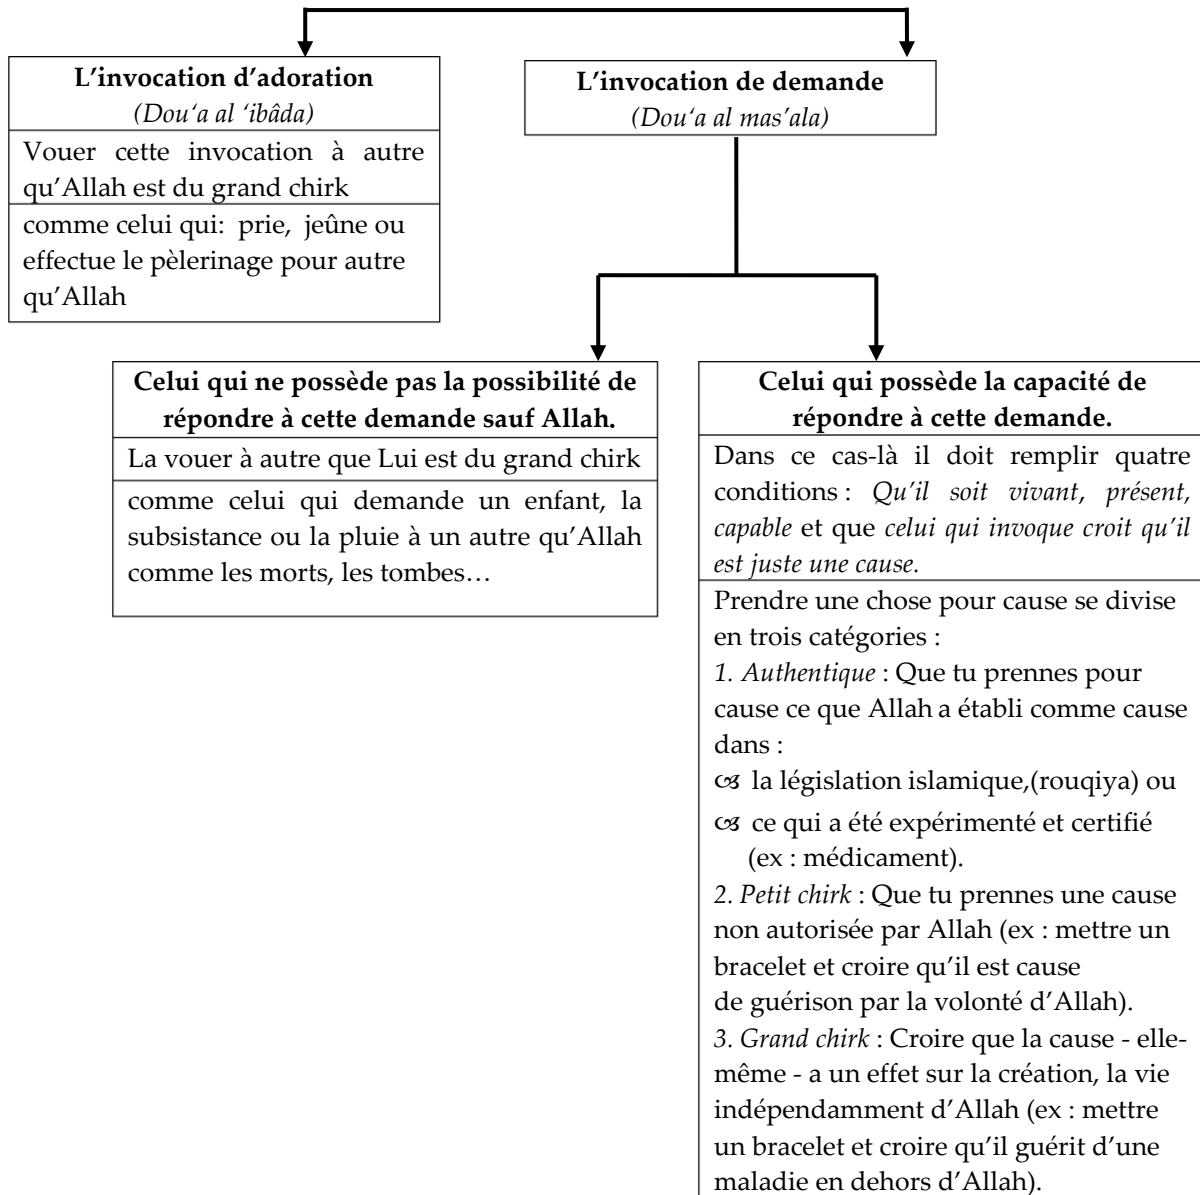 L’invocation d’adoration
(Dou‘a al ‘ibâda)
Vouer cette invocation à autre
qu’Allah est du grand chirk
comme celui qui: prie, jeûne ou
effectue le pèlerinage pour autre
qu’Allah
L’invocation de demande
(Dou‘a al mas’ala)
Celui qui ne possède pas la possibilité de
répondre à cette demande sauf Allah.
La vouer à autre que Lui est du grand chirk
comme celui qui demande un enfant, la
subsistance ou la pluie à un autre qu’Allah
comme les morts, les tombes…
Celui qui possède la capacité de
répondre à cette demande.
Dans ce cas-là il doit remplir quatre
conditions : Qu’il soit vivant, présent,
capable et que celui qui invoque croit qu’il
est juste une cause.
Prendre une chose pour cause se divise
en trois catégories :
1. Authentique : Que tu prennes pour
cause ce que Allah a établi comme cause
dans :
la législation islamique,(rouqiya) ou
ce qui a été expérimenté et certifié
(ex : médicament).
2. Petit chirk : Que tu prennes une cause
non autorisée par Allah (ex : mettre un
bracelet et croire qu’il est cause
de guérison par la volonté d’Allah).
3. Grand chirk : Croire que la cause - elle-
même - a un effet sur la création, la vie
indépendamment d’Allah (ex : mettre
un bracelet et croire qu’il guérit d’une
maladie en dehors d’Allah).